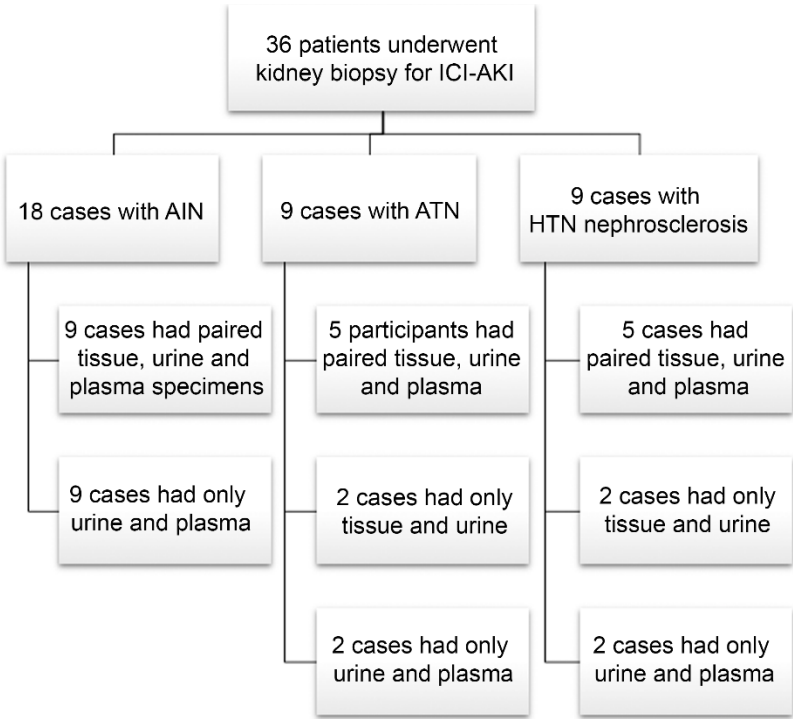 36 patients underwent
kidney biopsy for ICI-AKI
18 cases with AIN
9 cases with ATN
9 cases with
HTN nephrosclerosis
9 cases had paired
tissue, urine and
plasma specimens
5 participants had
paired tissue, urine
and plasma
5 cases had
paired tissue, urine
and plasma
9 cases had only
urine and plasma
2 cases had only
tissue and urine
2 cases had only
tissue and urine
2 cases had only
urine and plasma
2 cases had only
urine and plasma